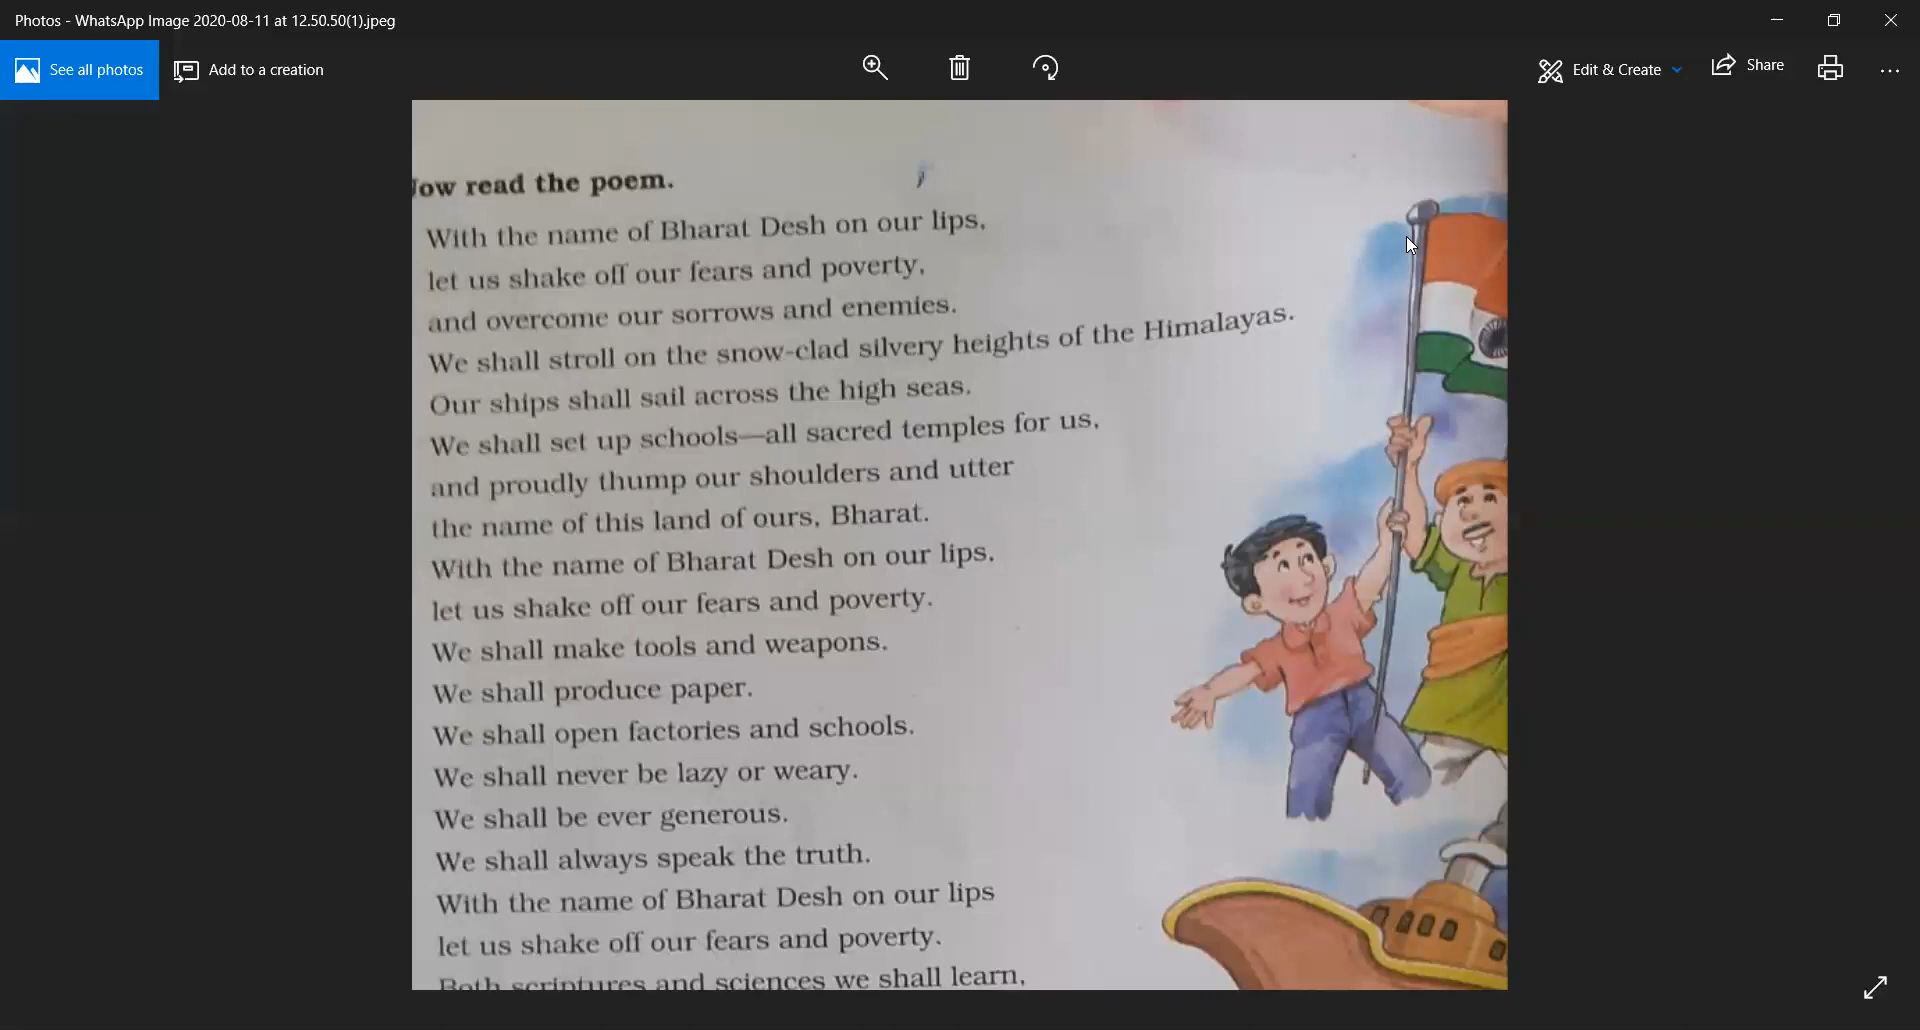 Photos - WhatsApp Image 2020-08-11 at 12.50.50(1).jpeg
See all photos
Add to a creation
Edit & Create
Share
ow read the poem.
With the name of Bharat Desh on our lips,
let us shake off our fears and poverty,
and overcome our sorrows and enemies.
We shall stroll on the snow-clad silvery heights of the Himalayas.
Our ships shall sail across the high seas.
We shall set up schools—all sacred temples for us,
and proudly thump our shoulders and utter
the name of this land of ours, Bharat.
With the name of Bharat Desh on our lips,
let us shake off our fears and poverty.
We shall make tools and weapons.
We shall produce paper.
We shall open factories and schools.
We shall never be lazy or weary.
We shall be ever generous.
We shall always speak the truth.
With the name of Bharat Desh on our lips
let us shake off our fears and poverty.
Both scriptures and sciences we shall learn,